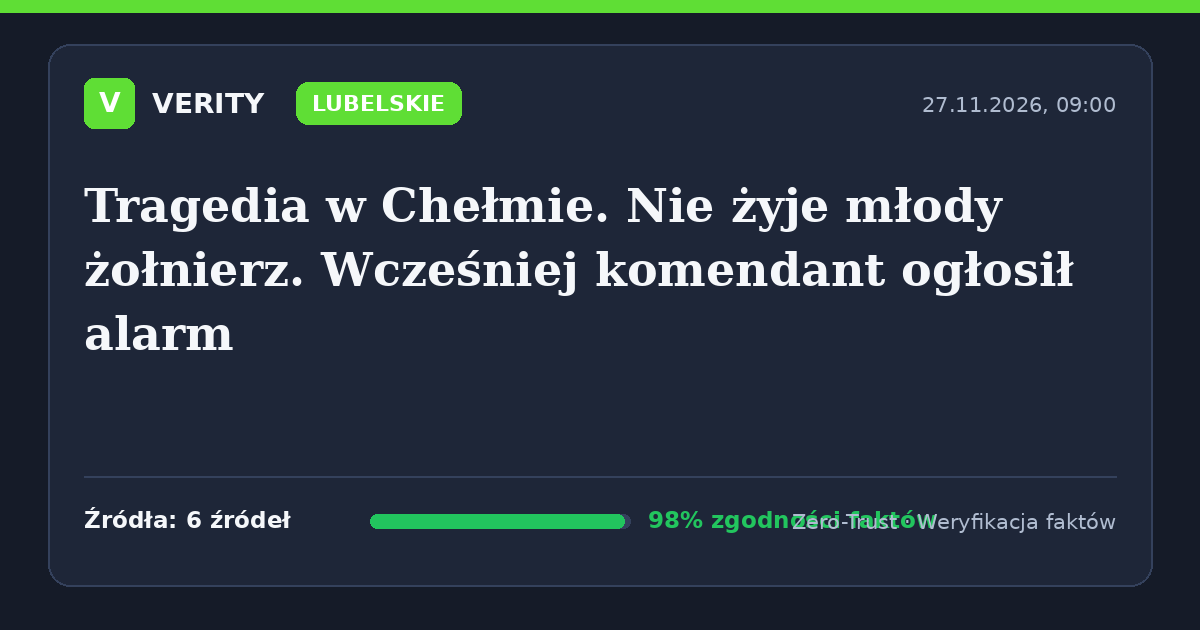 V VERITY LUBELSKIE 27.11.2026, 09:00
Tragedia w Chełmie. Nie żyje młody
żołnierz. Wcześniej komendant ogłosił
alarm
Źródła: 6 źródeł 98% zgodności faktów Zero-Trust · Weryfikacja faktów